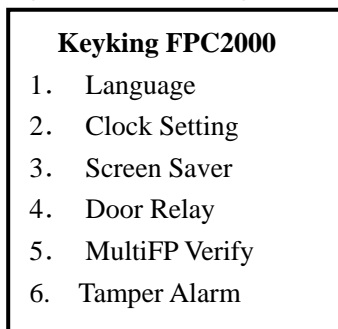 Keyking FPC2000
1. Language
2. Clock Setting
3. Screen Saver
4. Door Relay
5. MultiFP Verify
6. Tamper Alarm